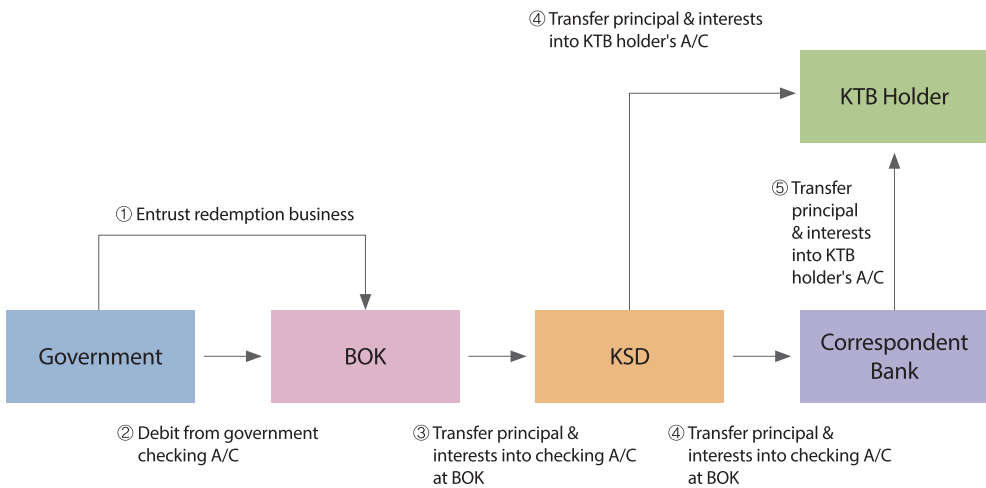 ④ Transfer principal & interests
into KTB holder's A/C
KTB Holder
① Entrust redemption business
⑤ Transfer
principal
& interests
into KTB
holder's A/C
Government
BOK
KSD
Correspondent
Bank
② Debit from government
checking A/C
③ Transfer principal &
interests into checking A/C
at BOK
④ Transfer prinicipal &
interests into checking A/C
at BOK